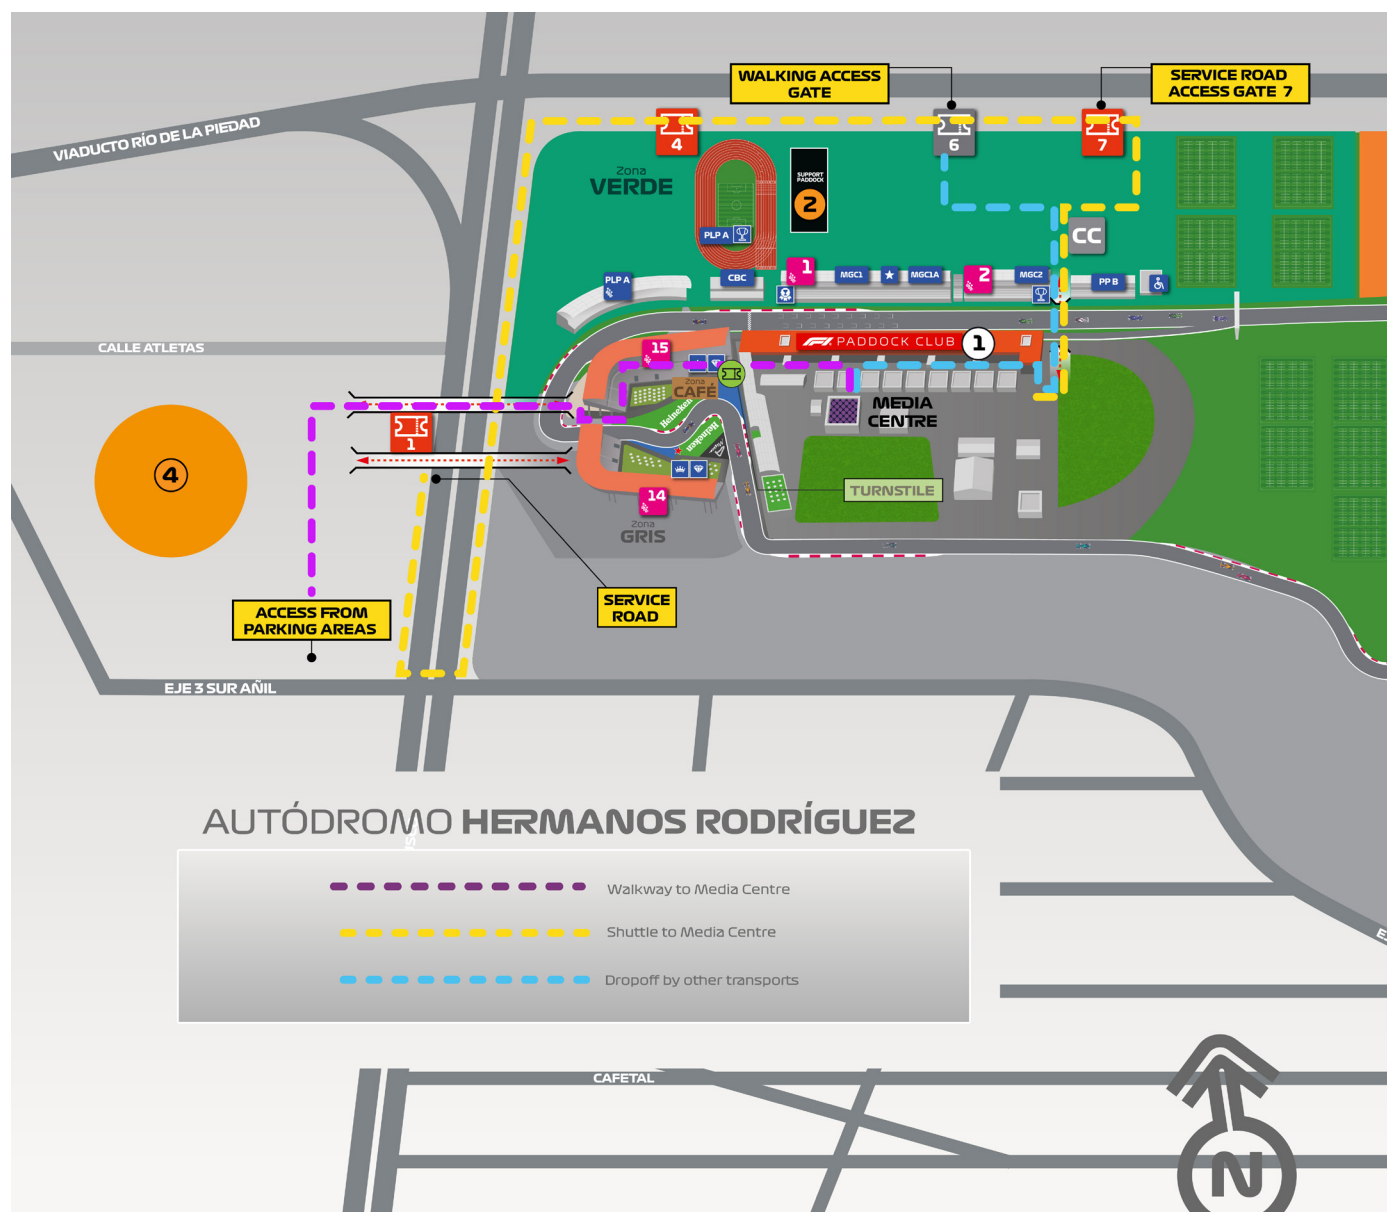 WALKING ACCESS
GATE
SERVICE ROAD
ACCESS GATE 7
VIADUCTO RÍO DE LA PIEDAD
4
6
7
Zona
VERDE
SUPPORT
PADDOCK
2
PLP A
CC
PLP A
CBC
1
MGC1
MGC1A
2
MGC2
PP B
CALLE ATLETAS
15
F1 PADDOCK CLUB
1
Zona
CAFÉ
Heineken
MEDIA
CENTRE
1
Heineken
4
14
TURNSTILE
Zona
GRIS
SERVICE
ROAD
ACCESS FROM
PARKING AREAS
EJE 3 SUR AÑIL
AUTÓDROMO HERMANOS RODRÍGUEZ
Walkway to Media Centre
Shuttle to Media Centre
Dropoff by other transports
CAFETAL
N